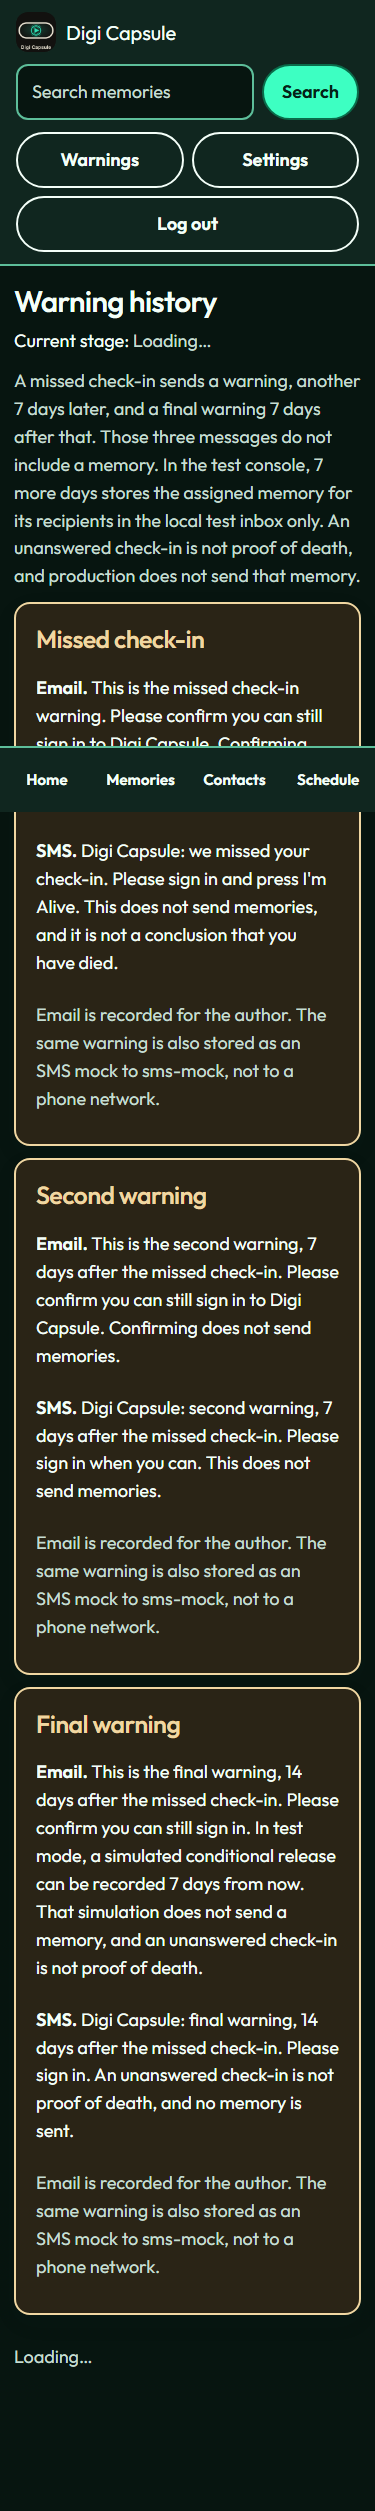 Digi Capsule
Digi Capsule
Search memories
Search
Warnings
Settings
Log out
Warning history
Current stage: Loading...
A missed check-in sends a warning, another
7 days later, and a final warning 7 days
after that. Those three messages do not
include a memory. In the test console, 7
more days stores the assigned memory for
its recipients in the local test inbox only. An
unanswered check-in is not proof of death,
and production does not send that memory.
Missed check-in
Email. This is the missed check-in
warning. Please confirm you can still
sign in to Digi Capsule. Confirming
Home
Memories
Contacts
Schedule
SMS. Digi Capsule: we missed your
check-in. Please sign in and press I'm
Alive. This does not send memories,
and it is not a conclusion that you
have died.
Email is recorded for the author. The
same warning is also stored as an
SMS mock to sms-mock, not to a
phone network.
Second warning
Email. This is the second warning, 7
days after the missed check-in. Please
confirm you can still sign in to Digi
Capsule. Confirming does not send
memories.
SMS. Digi Capsule: second warning, 7
days after the missed check-in. Please
sign in when you can. This does not
send memories.
Email is recorded for the author. The
same warning is also stored as an
SMS mock to sms-mock, not to a
phone network.
Final warning
Email. This is the final warning, 14
days after the missed check-in. Please
confirm you can still sign in. In test
mode, a simulated conditional release
can be recorded 7 days from now.
That simulation does not send a
memory, and an unanswered check-in
is not proof of death.
SMS. Digi Capsule: final warning, 14
days after the missed check-in. Please
sign in. An unanswered check-in is not
proof of death, and no memory is
sent.
Email is recorded for the author. The
same warning is also stored as an
SMS mock to sms-mock, not to a
phone network.
Loading...